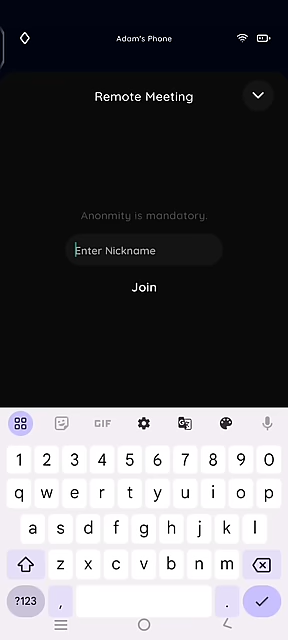 Adam's Phone
Remote Meeting
Anonmity is mandatory.
Enter Nickname
Join
GIF
1 2 3 4 5 6 7 8 9 0
q w e r t y u i o p
a s d f g h j k l
z x c v b n m
?123 , .